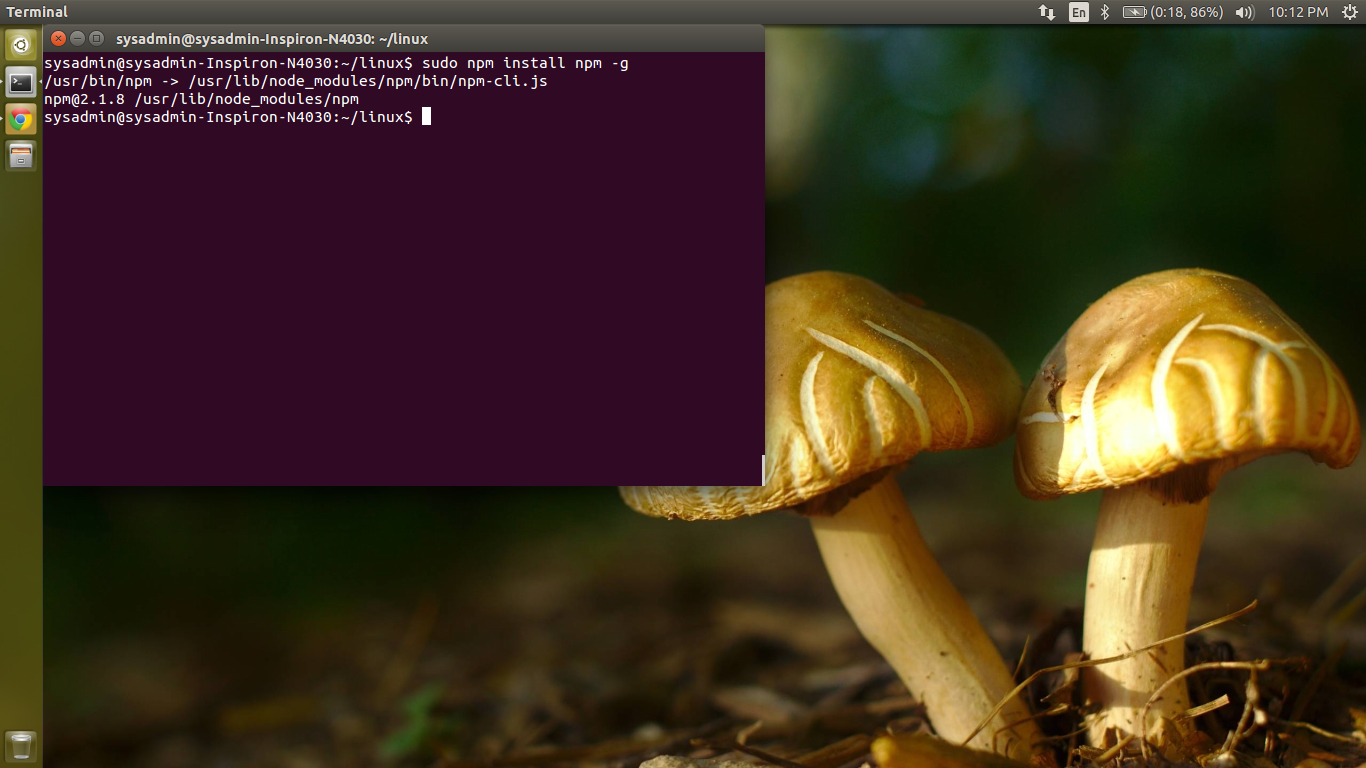 Terminal
En
(0:18, 86%)
10:12 PM
sysadmin@sysadmin-Inspiron-N4030: ~/linux
sysadmin@sysadmin-Inspiron-N4030:~/linux$ sudo npm install npm -g
/usr/bin/npm -> /usr/lib/node_modules/npm/bin/npm-cli.js
npm@2.1.8 /usr/lib/node_modules/npm
sysadmin@sysadmin-Inspiron-N4030:~/linux$